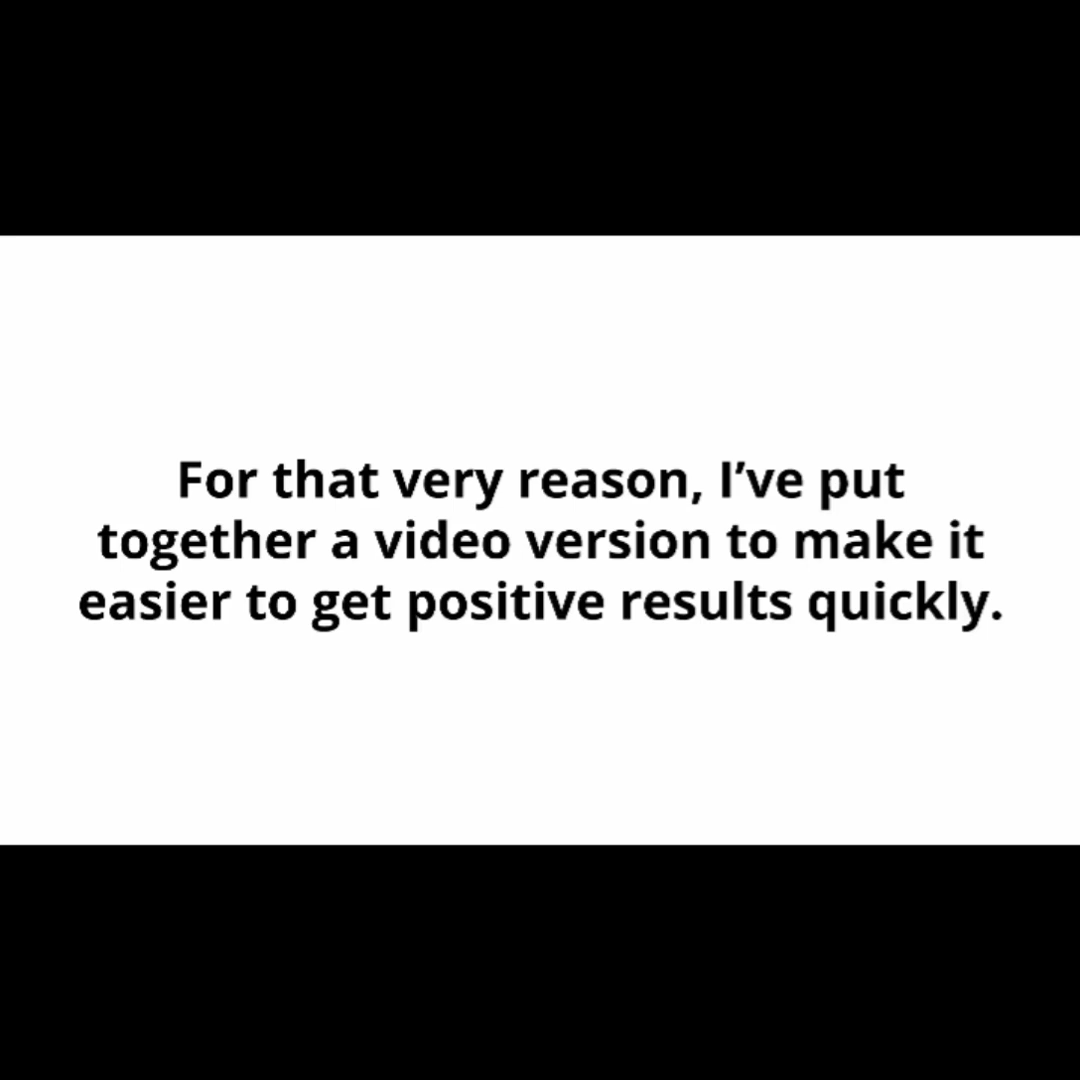 For that very reason, I’ve put
together a video version to make it
easier to get positive results quickly.